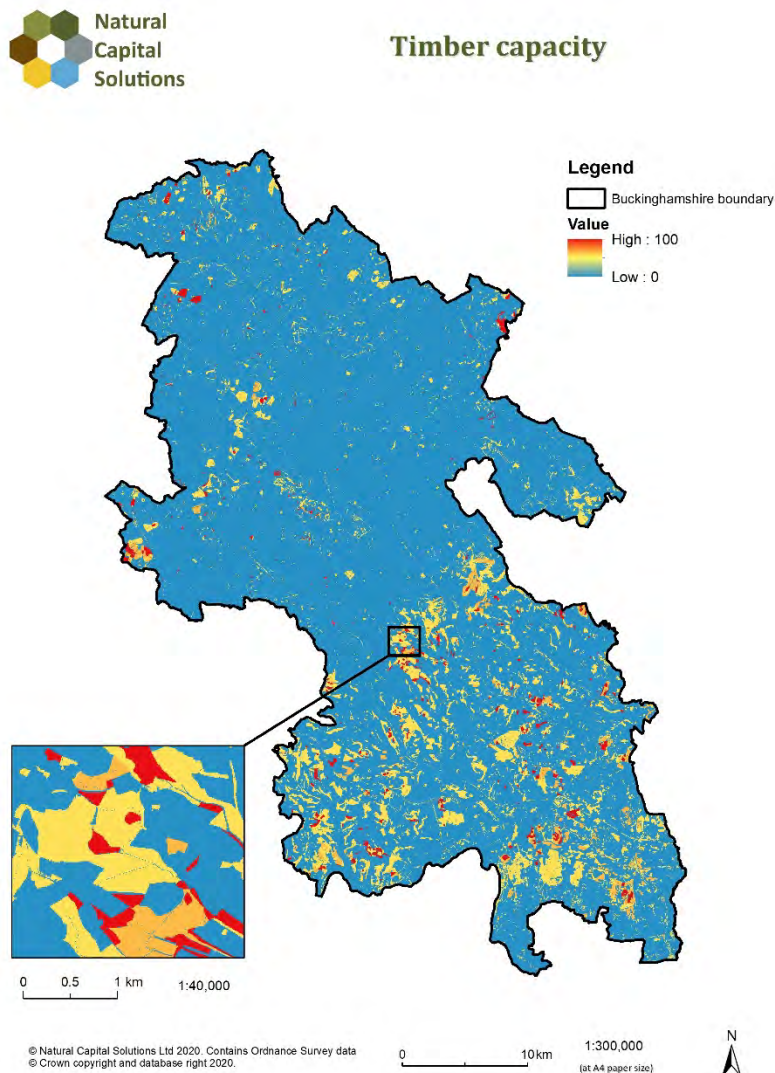 Natural
Capital
Solutions
Timber capacity
Legend
Buckinghamshire boundary
Value
High : 100
Low : 0
0 0.5 1 km 1:40,000
© Natural Capital Solutions Ltd 2020. Contains Ordnance Survey data
© Crown copyright and database right 2020.
0 10 km 1:300,000
(at A4 paper size)
N